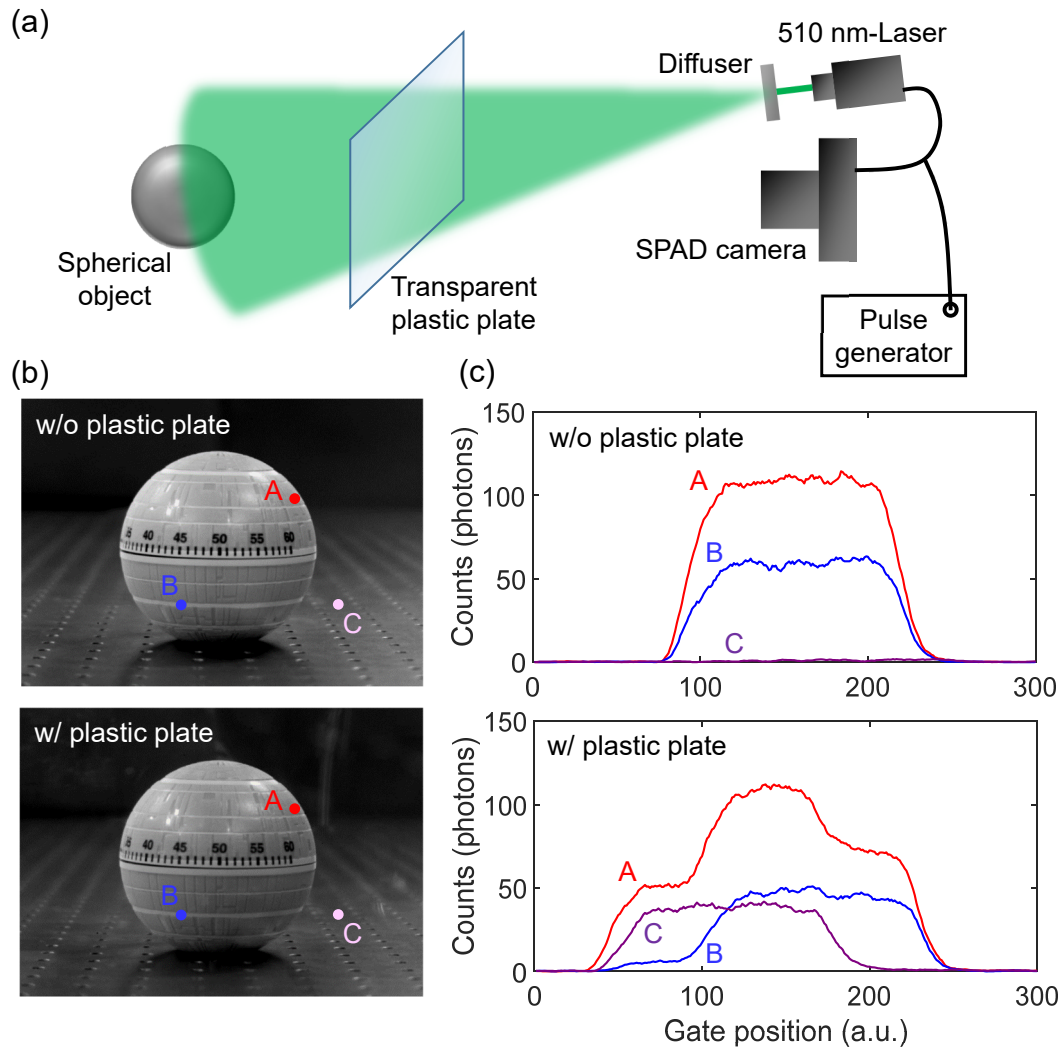 (a)
510 nm-Laser
Diffuser
SPAD camera
Spherical
object
Transparent
plastic plate
Pulse
generator
(b)
w/o plastic plate
A
35 40 45 50 55 60
B
C
w/ plastic plate
A
35 40 45 50 55 60
B
C
(c)
150
w/o plastic plate
A
100
B
50
C
0
0 100 200 300
Counts (photons)
150
w/ plastic plate
100
A
50
C
B
0
0 100 200 300
Counts (photons)
Gate position (a.u.)